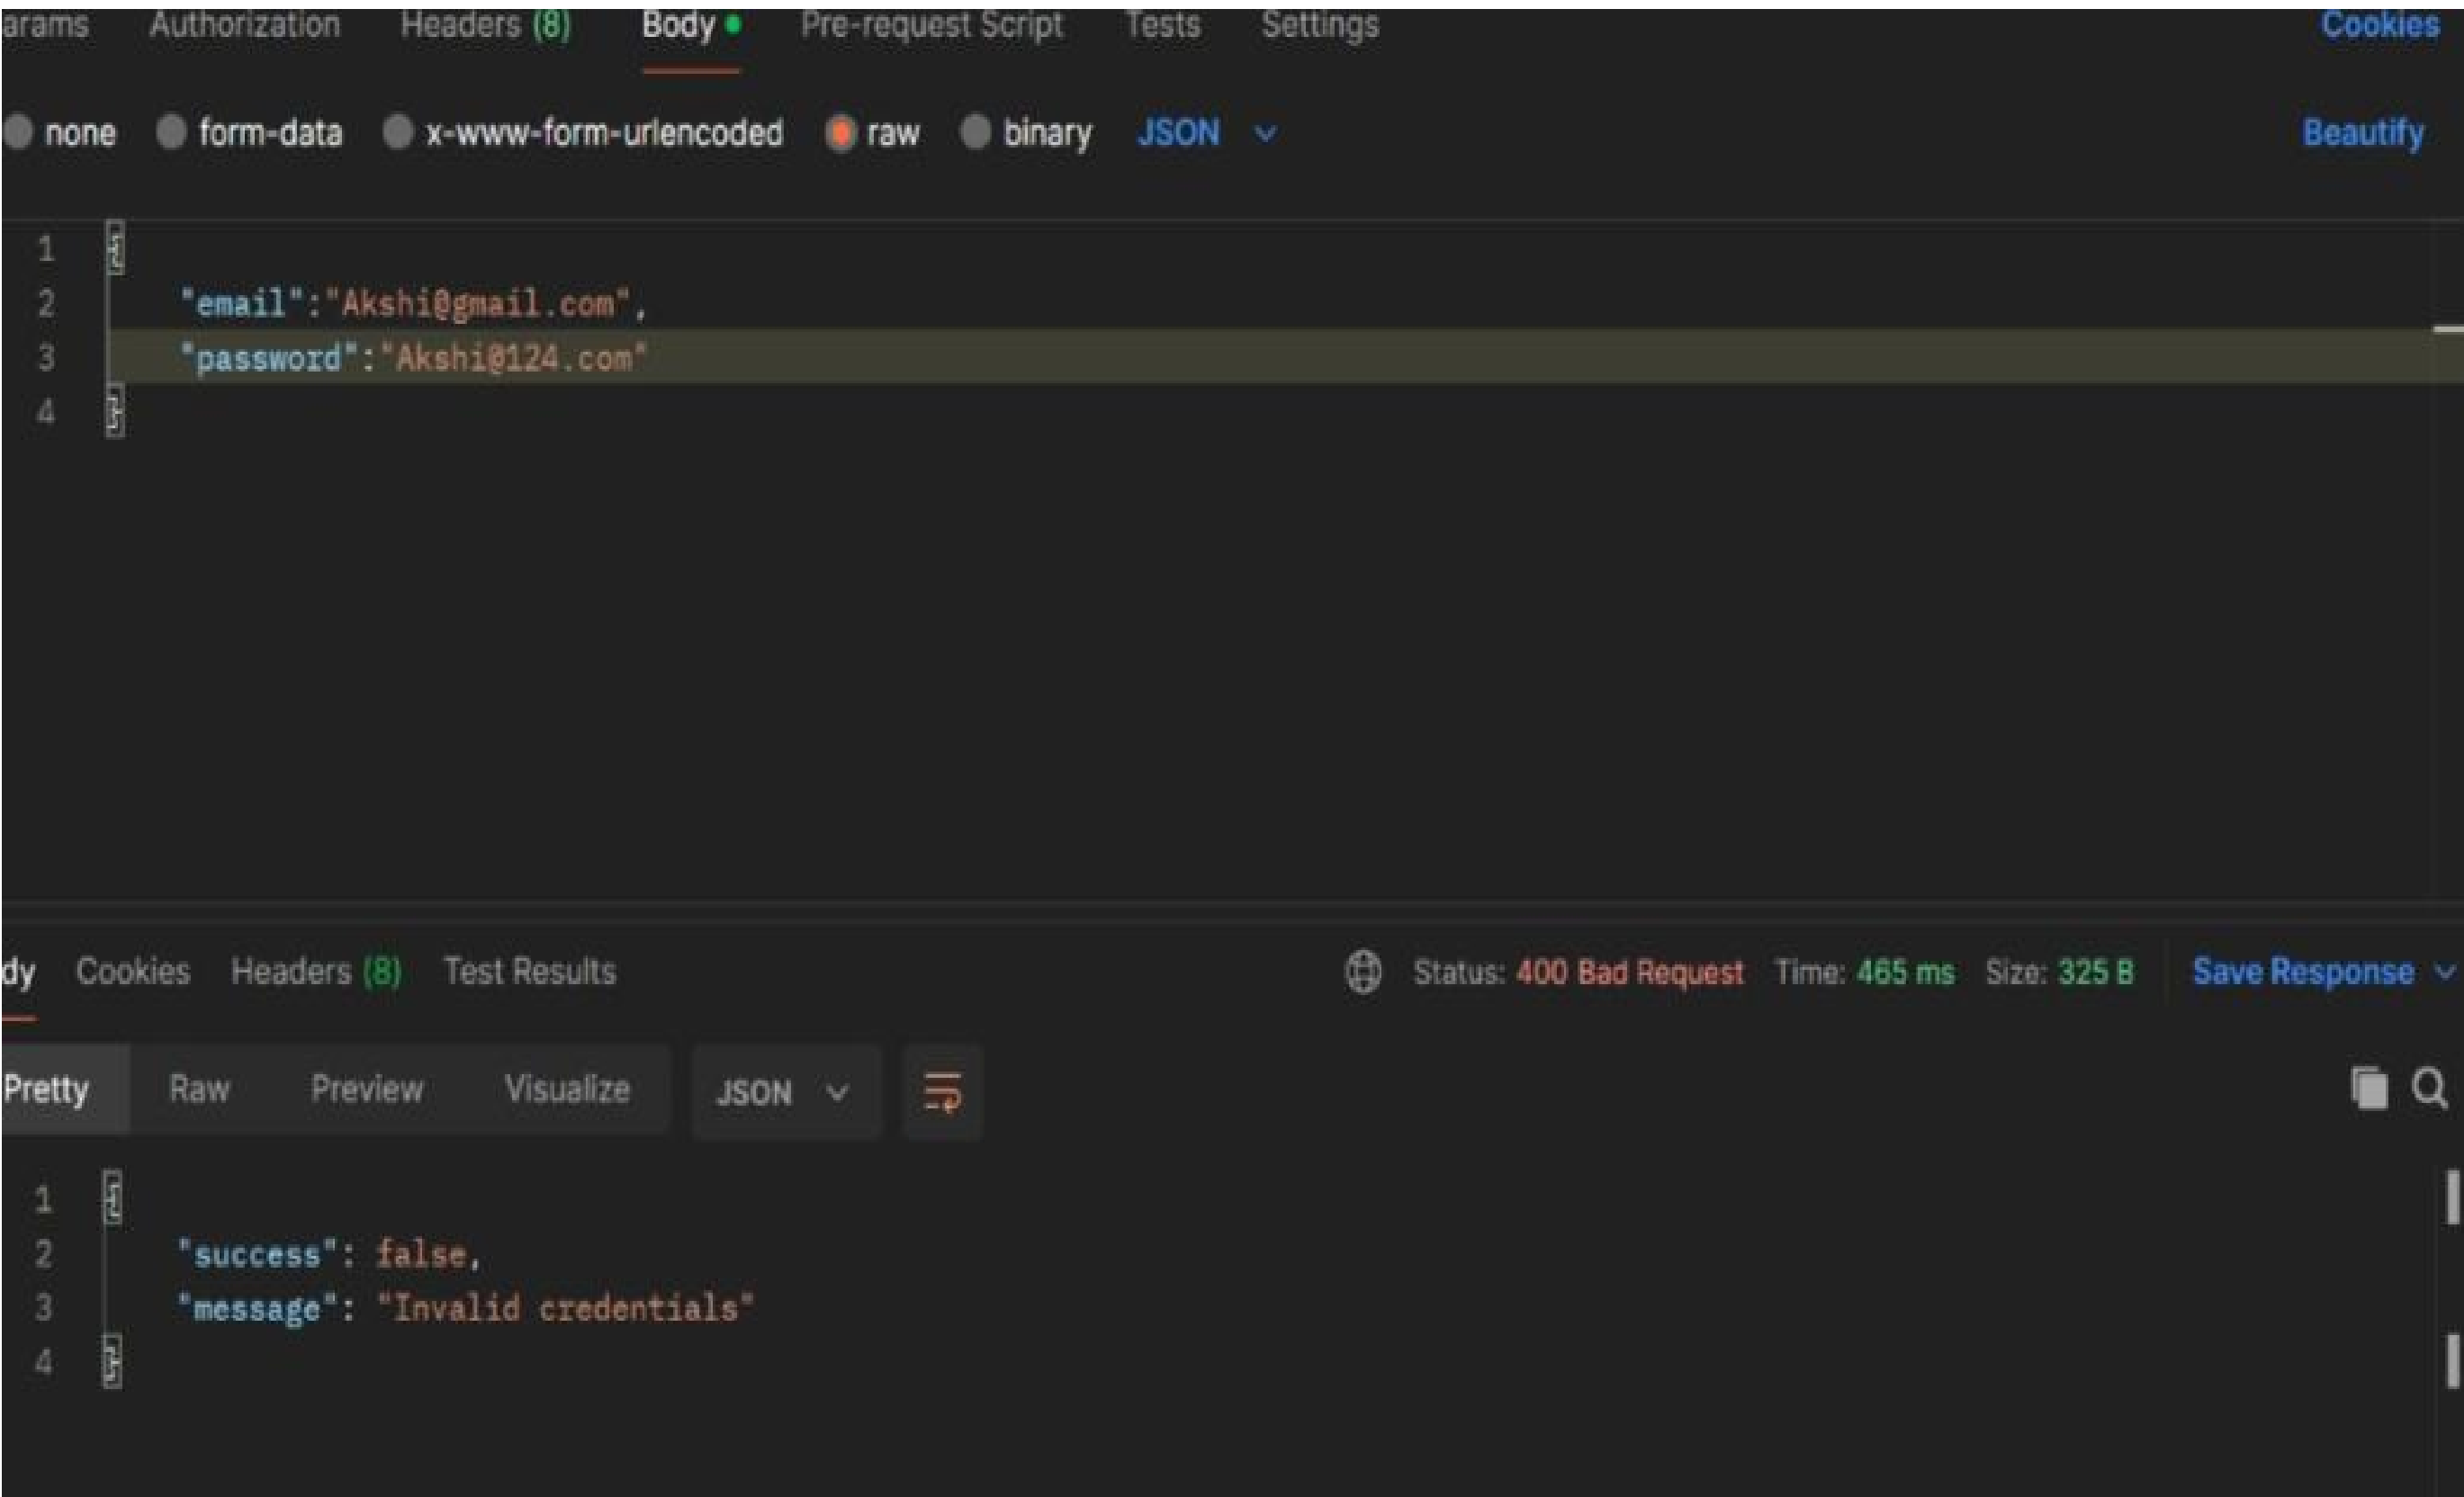 arams Authorization Headers (8) Body Pre-request Script Tests Settings Cookies
none form-data x-www-form-urlencoded raw binary JSON Beautify
1 {
2 "email":"Akshi@gmail.com",
3 "password":"Akshi@124.com"
4 }
dy Cookies Headers (8) Test Results Status: 400 Bad Request Time: 465 ms Size: 325 B Save Response
Pretty Raw Preview Visualize JSON
1 {
2 "success": false,
3 "message": "Invalid credentials"
4 }